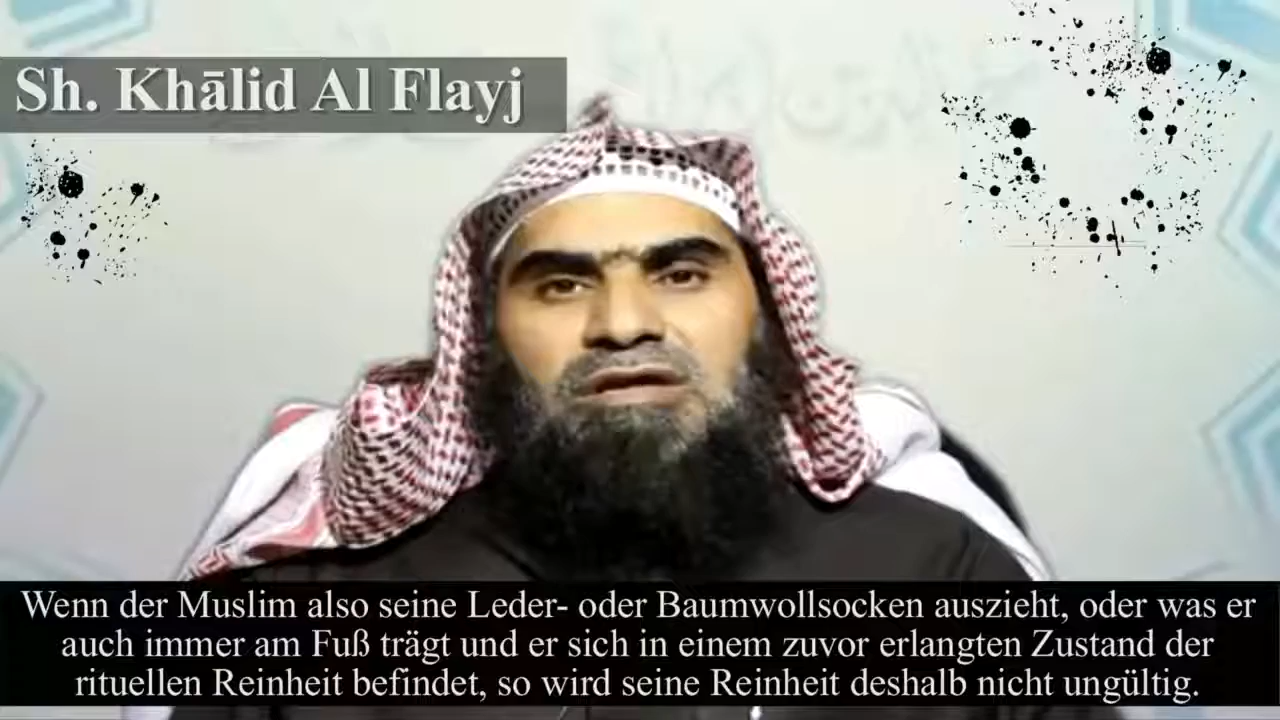 Sh. Khālid Al Flayj
Wenn der Muslim also seine Leder- oder Baumwollsocken auszieht, oder was er
auch immer am Fuß trägt und er sich in einem zuvor erlangten Zustand der
rituellen Reinheit befindet, so wird seine Reinheit deshalb nicht ungültig.